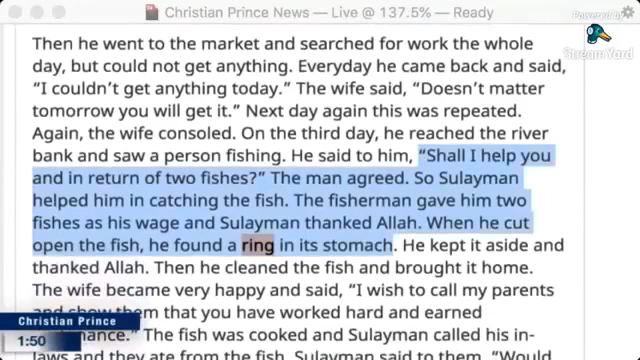 Christian Prince News — Live @ 137.5% — Ready
Powered by
Stream Yard
Then he went to the market and searched for work the whole
day, but could not get anything. Everyday he came back and said,
“I couldn’t get anything today.” The wife said, “Doesn’t matter
tomorrow you will get it.” Next day again this was repeated.
Again, the wife consoled. On the third day, he reached the river
bank and saw a person fishing. He said to him, “Shall I help you
and in return of two fishes?” The man agreed. So Sulayman
helped him in catching the fish. The fisherman gave him two
fishes as his wage and Sulayman thanked Allah. When he cut
open the fish, he found a ring in its stomach. He kept it aside and
thanked Allah. Then he cleaned the fish and brought it home.
The wife became very happy and said, “I wish to call my parents
and show them that you have worked hard and earned
.” The fish was cooked and Sulayman called his in-
laws and they ate from the fish. Sulayman said to them, “Would
Christian Prince
1:50